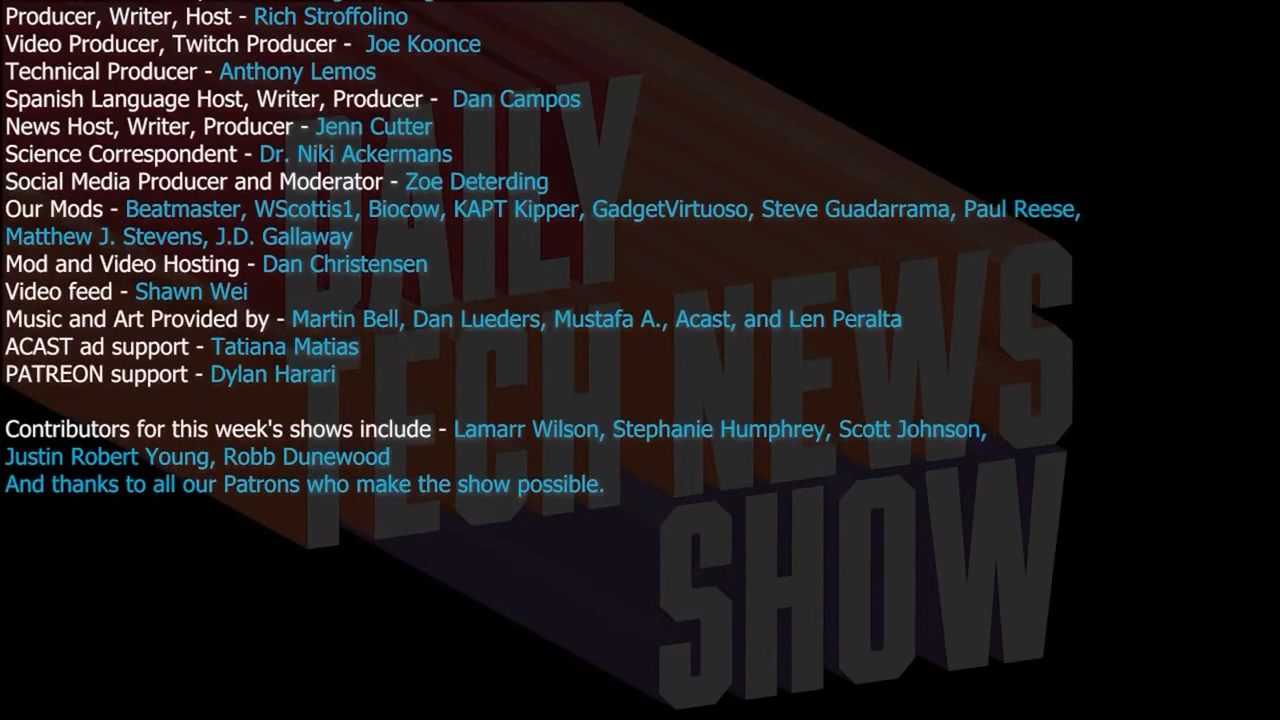 Producer, Writer, Host - Rich Stroffolino
Video Producer, Twitch Producer -  Joe Koonce
Technical Producer - Anthony Lemos
Spanish Language Host, Writer, Producer -  Dan Campos
News Host, Writer, Producer - Jenn Cutter
Science Correspondent - Dr. Niki Ackermans
Social Media Producer and Moderator - Zoe Deterding
Our Mods - Beatmaster, WScottis1, Biocow, KAPT Kipper, GadgetVirtuoso, Steve Guadarrama, Paul Reese,
Matthew J. Stevens, J.D. Gallaway
Mod and Video Hosting - Dan Christensen
Video feed - Shawn Wei
Music and Art Provided by - Martin Bell, Dan Lueders, Mustafa A., Acast, and Len Peralta
ACAST ad support - Tatiana Matias
PATREON support - Dylan Harari
Contributors for this week's shows include - Lamarr Wilson, Stephanie Humphrey, Scott Johnson,
Justin Robert Young, Robb Dunewood
And thanks to all our Patrons who make the show possible.
DAILY
TECH NEWS
SHOW